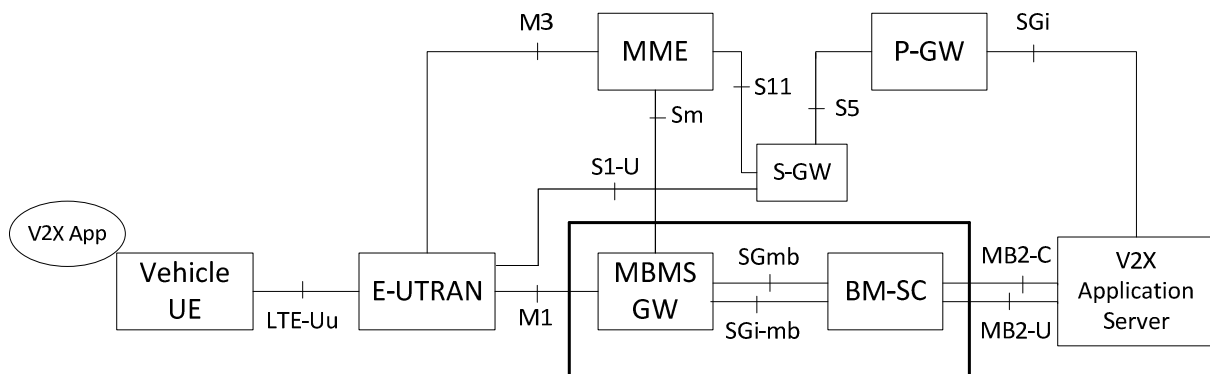 M3
SGi
MME
P-GW
S11
S5
Sm
S1-U
S-GW
V2X App
Vehicle
UE
LTE-Uu
E-UTRAN
M1
MBMS
GW
SGmb
SGi-mb
BM-SC
MB2-C
MB2-U
V2X
Application
Server